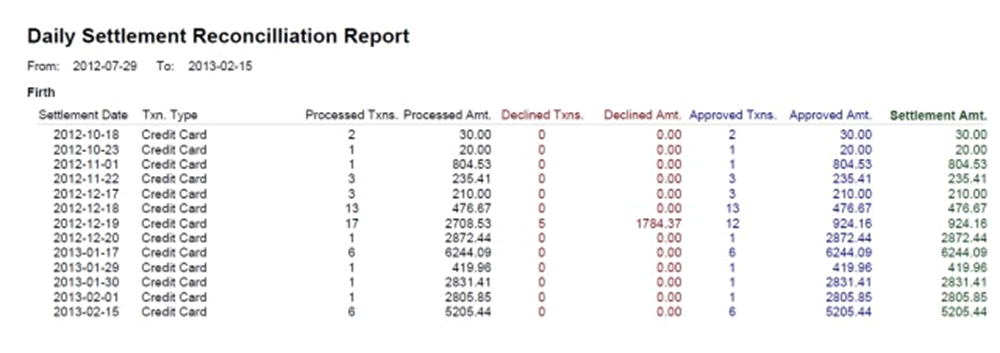 Daily Settlement Reconcilliation Report
From: 2012-07-29 To: 2013-02-15
Firth
Settlement Date Txn. Type Processed Txns. Processed Amt. Declined Txns. Declined Amt. Approved Txns. Approved Amt. Settlement Amt.
2012-10-18 Credit Card 2 30.00 0 0.00 2 30.00 30.00
2012-10-23 Credit Card 1 20.00 0 0.00 1 20.00 20.00
2012-11-01 Credit Card 1 804.53 0 0.00 1 804.53 804.53
2012-11-22 Credit Card 3 235.41 0 0.00 3 235.41 235.41
2012-12-17 Credit Card 3 210.00 0 0.00 3 210.00 210.00
2012-12-18 Credit Card 13 476.67 0 0.00 13 476.67 476.67
2012-12-19 Credit Card 17 2708.53 5 1784.37 12 924.16 924.16
2012-12-20 Credit Card 1 2872.44 0 0.00 1 2872.44 2872.44
2013-01-17 Credit Card 6 6244.09 0 0.00 6 6244.09 6244.09
2013-01-29 Credit Card 1 419.96 0 0.00 1 419.96 419.96
2013-01-30 Credit Card 1 2831.41 0 0.00 1 2831.41 2831.41
2013-02-01 Credit Card 1 2805.85 0 0.00 1 2805.85 2805.85
2013-02-15 Credit Card 6 5205.44 0 0.00 6 5205.44 5205.44